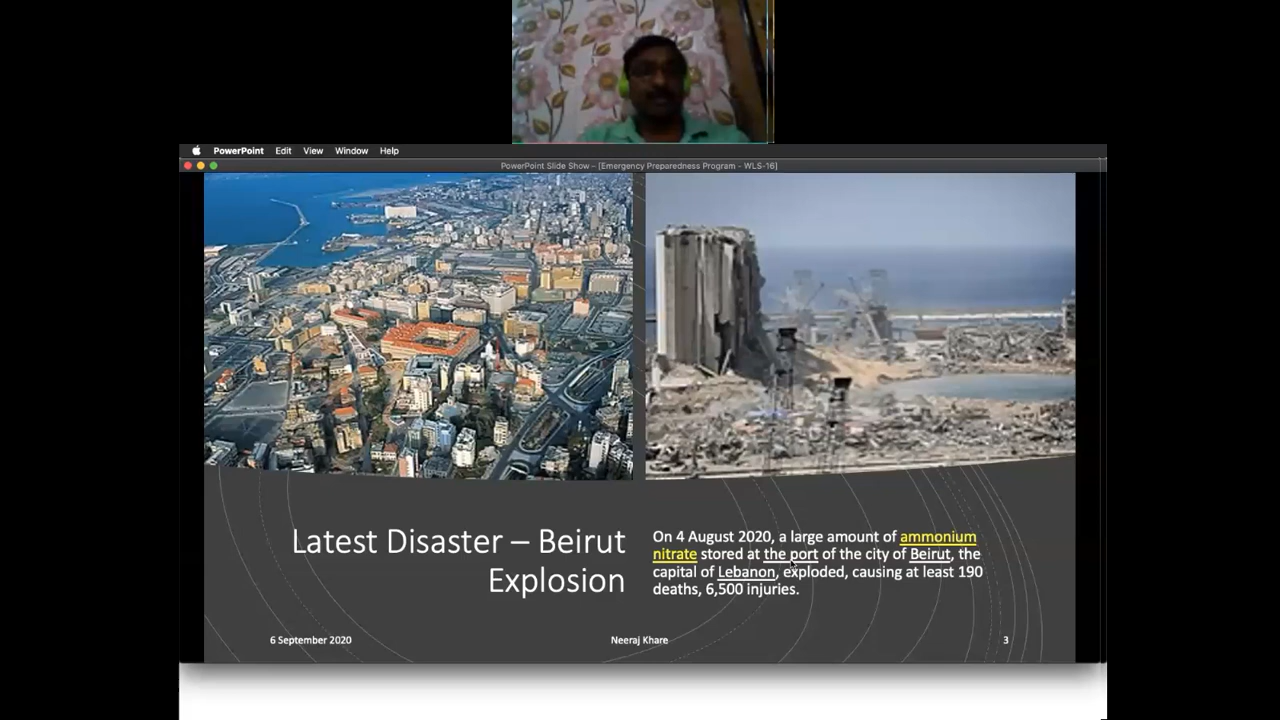 PowerPoint Edit View Window Help
PowerPoint Slide Show – [Emergency Preparedness Program - WLS-16]
Latest Disaster – Beirut
Explosion
On 4 August 2020, a large amount of ammonium
nitrate stored at the port of the city of Beirut, the
capital of Lebanon, exploded, causing at least 190
deaths, 6,500 injuries.
6 September 2020 Neeraj Khare 3